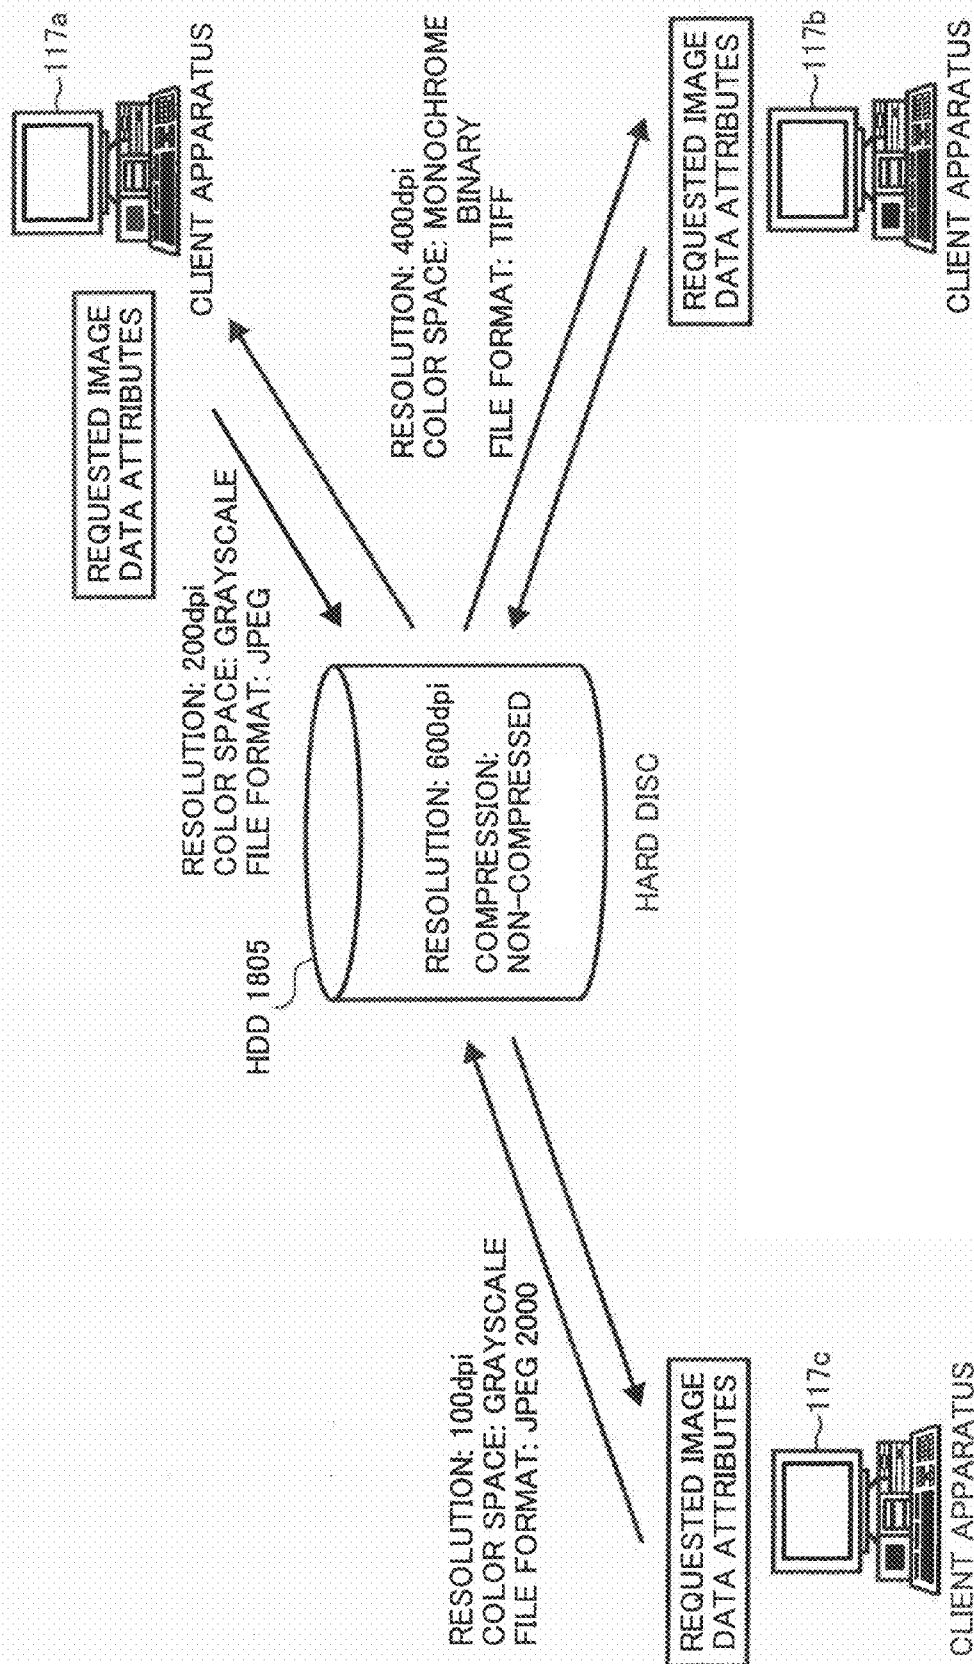 117a
CLIENT APPARATUS
REQUESTED IMAGE
DATA ATTRIBUTES
RESOLUTION: 200dpi
COLOR SPACE: GRAYSCALE
FILE FORMAT: JPEG
RESOLUTION: 400dpi
COLOR SPACE: MONOCHROME
BINARY
FILE FORMAT: TIFF
REQUESTED IMAGE
DATA ATTRIBUTES
117b
CLIENT APPARATUS
HDD 1805
RESOLUTION: 600dpi
COMPRESSION:
NON-COMPRESSED
HARD DISC
RESOLUTION: 100dpi
COLOR SPACE: GRAYSCALE
FILE FORMAT: JPEG 2000
REQUESTED IMAGE
DATA ATTRIBUTES
117c
CLIENT APPARATUS